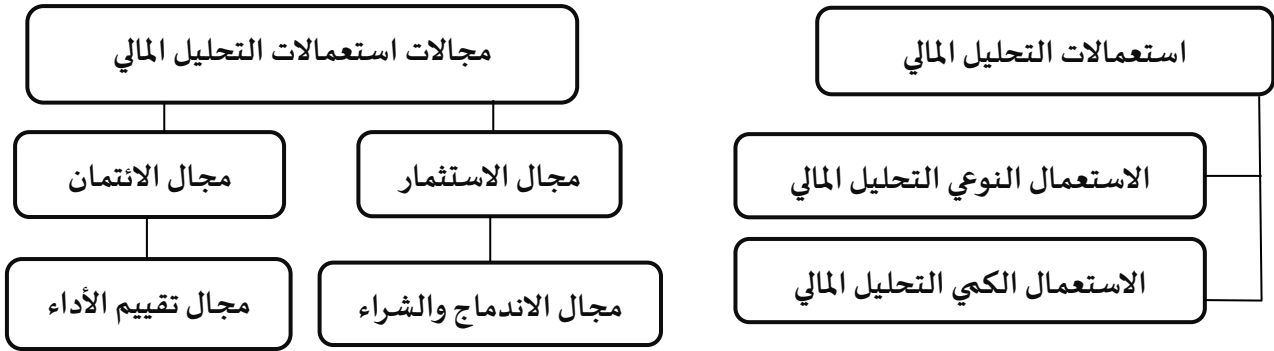 استعمالات التحليل المالي
الاستعمال النوعي التحليل المالي
الاستعمال الكمي التحليل المالي
مجالات استعمالات التحليل المالي
مجال الاستثمار
مجال الائتمان
مجال الاندماج والشراء
مجال تقييم الأداء